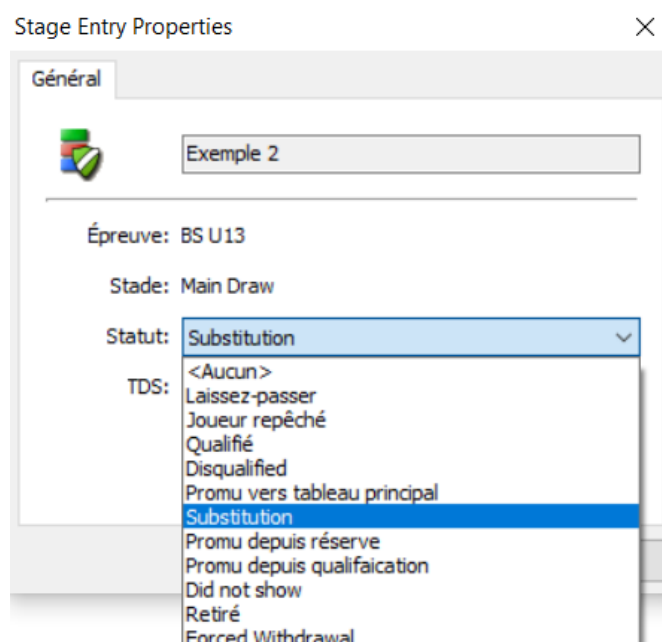 Stage Entry Properties
Général
Exemple 2
Épreuve: BS U13
Stade: Main Draw
Statut: Substitution
TDS:
<Aucun>
Laissez-passer
Joueur repêché
Qualifié
Disqualified
Promu vers tableau principal
Substitution
Promu depuis réserve
Promu depuis qualifaication
Did not show
Retiré
Forced Withdrawal